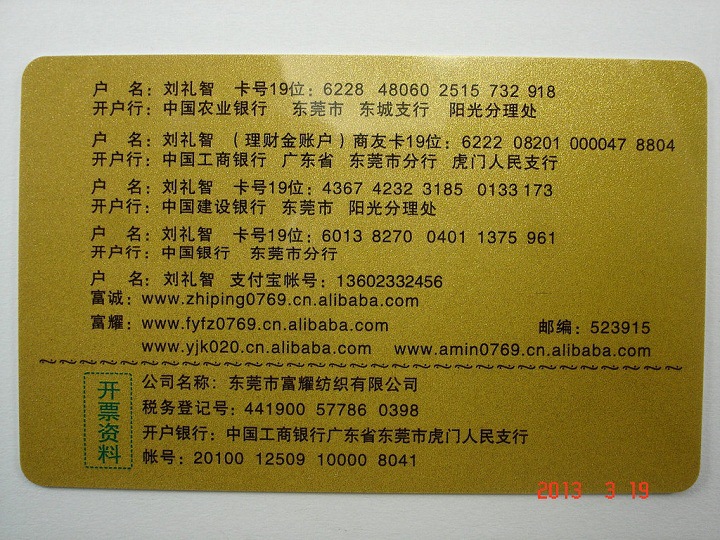 户 名：刘礼智 卡号19位：6228 48060 2515 732 918
开户行：中国农业银行 东莞市 东城支行 阳光分理处
户 名：刘礼智 （理财金账户）商友卡19位：6222 08201 000047 8804
开户行：中国工商银行 广东省 东莞市分行 虎门人民支行
户 名：刘礼智 卡号19位：4367 4232 3185 0133 173
开户行：中国建设银行 东莞市 阳光分理处
户 名：刘礼智 卡号19位：6013 8270 0401 1375 961
开户行：中国银行 东莞市分行
户 名：刘礼智 支付宝帐号：13602332456
富诚：www.zhiping0769.cn.alibaba.com
富耀：www.fyfz0769.cn.alibaba.com 邮编：523915
www.yjk020.cn.alibaba.com www.amin0769.cn.alibaba.com
开票资料
公司名称：东莞市富耀纺织有限公司
税务登记号：441900 57786 0398
开户银行：中国工商银行广东省东莞市虎门人民支行
帐号：20100 12509 10000 8041
2013 3 19